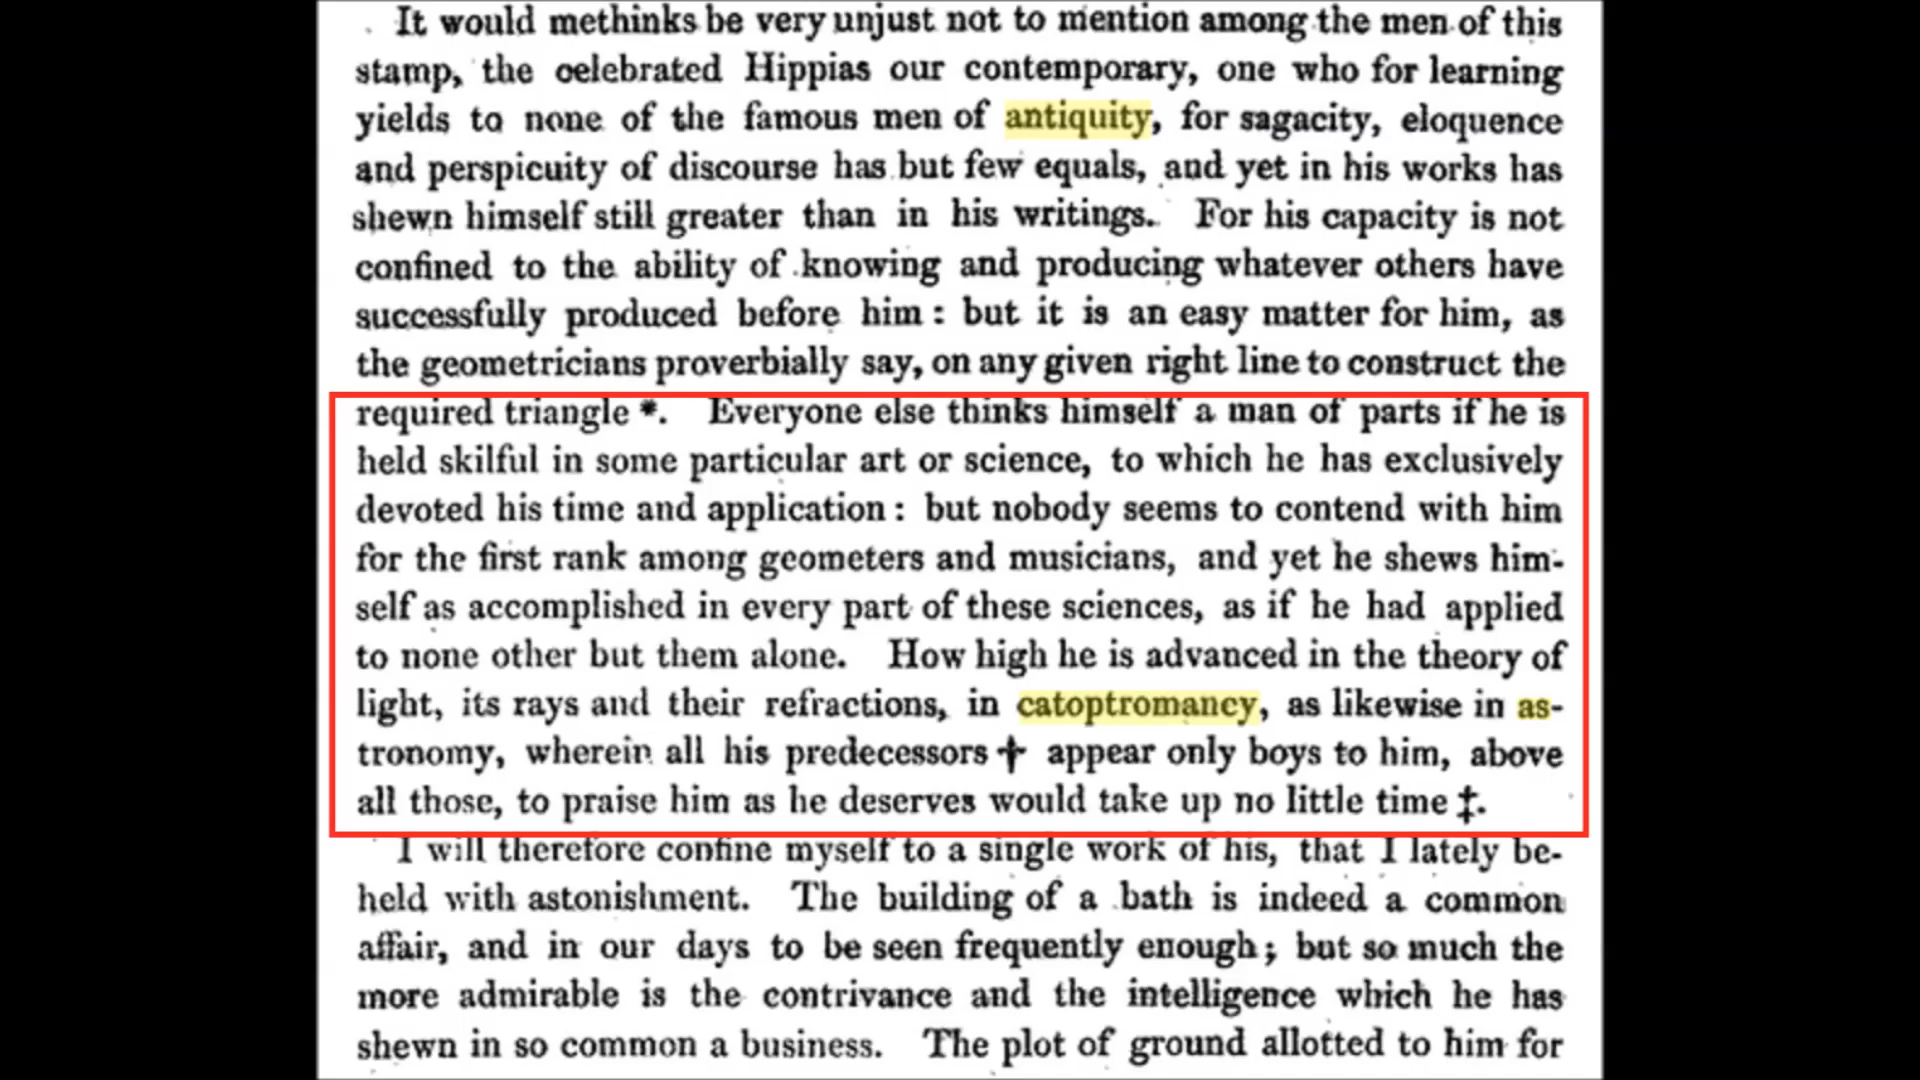 It would methinks be very unjust not to mention among the men of this
stamp, the celebrated Hippias our contemporary, one who for learning
yields to none of the famous men of antiquity, for sagacity, eloquence
and perspicuity of discourse has but few equals, and yet in his works has
shewn himself still greater than in his writings. For his capacity is not
confined to the ability of knowing and producing whatever others have
successfully produced before him : but it is an easy matter for him, as
the geometricians proverbially say, on any given right line to construct the
required triangle *. Everyone else thinks himself a man of parts if he is
held skilful in some particular art or science, to which he has exclusively
devoted his time and application : but nobody seems to contend with him
for the first rank among geometers and musicians, and yet he shews him-
self as accomplished in every part of these sciences, as if he had applied
to none other but them alone. How high he is advanced in the theory of
light, its rays and their refractions, in catoptromancy, as likewise in as-
tronomy, wherein all his predecessors † appear only boys to him, above
all those, to praise him as he deserves would take up no little time ‡.
I will therefore confine myself to a single work of his, that I lately be-
held with astonishment. The building of a bath is indeed a common
affair, and in our days to be seen frequently enough ; but so much the
more admirable is the contrivance and the intelligence which he has
shewn in so common a business. The plot of ground allotted to him for